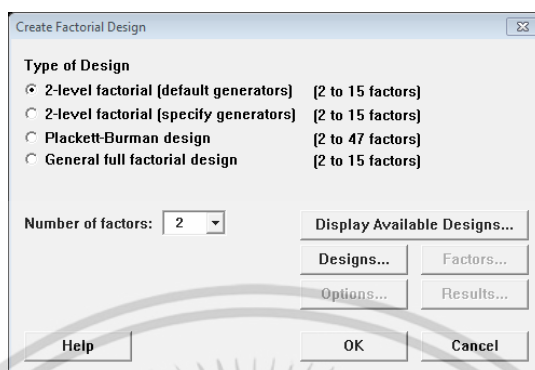 Create Factorial Design
Type of Design
2-level factorial (default generators) (2 to 15 factors)
2-level factorial (specify generators) (2 to 15 factors)
Plackett-Burman design (2 to 47 factors)
General full factorial design (2 to 15 factors)
Number of factors: 2
Display Available Designs...
Designs... Factors...
Options... Results...
Help OK Cancel